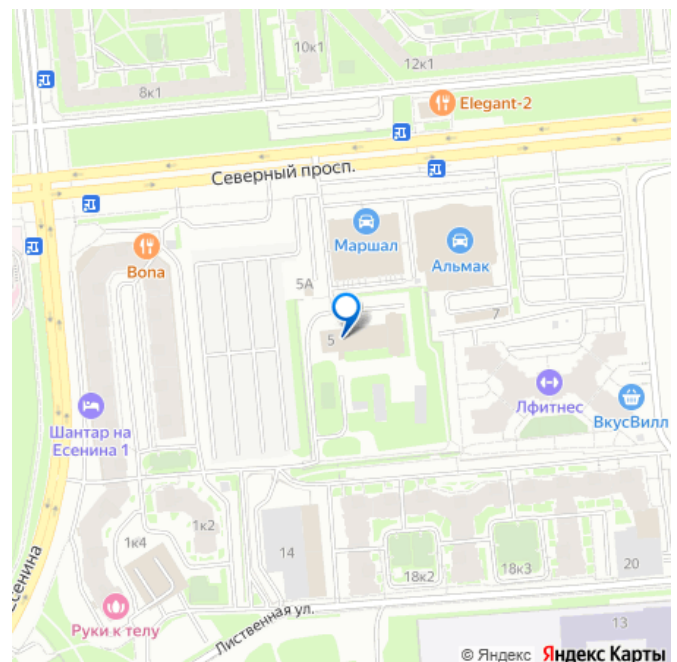 10к1
12к1
8к1
Elegant-2
Северный просп.
Маршал
Bona
Альмак
5А
7
5
Лфитнес
ВкусВилл
Шантар на
Есенина 1
1к2
1к4
14
18к2
18к3
20
Есенина
Руки к телу
Лиственная ул.
13
© Яндекс Яндекс Карты